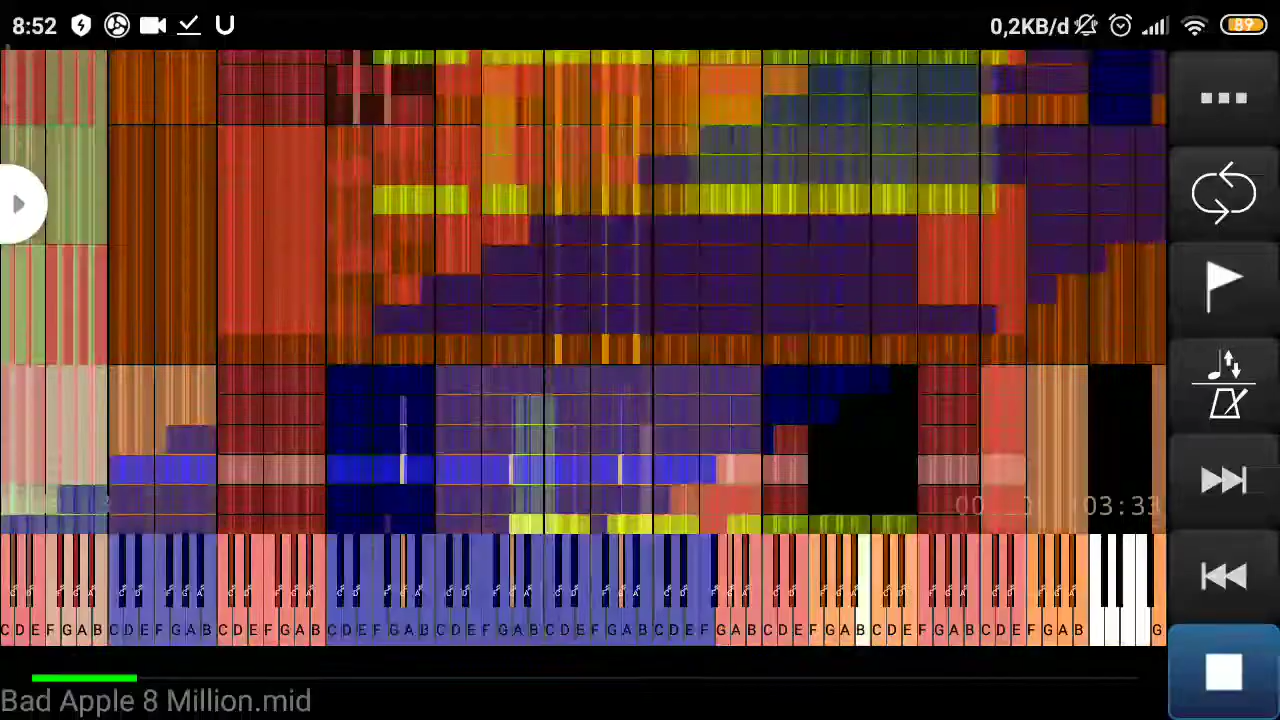 8:52
0,2KB/d
89
03:33
C D E F G A B C D E F G A B C D E F G A B C D E F G A B C D E F G A B C D E F G A B C D E F G A B C D E F G A B C D E F G A B C D E F G A B G
Bad Apple 8 Million.mid